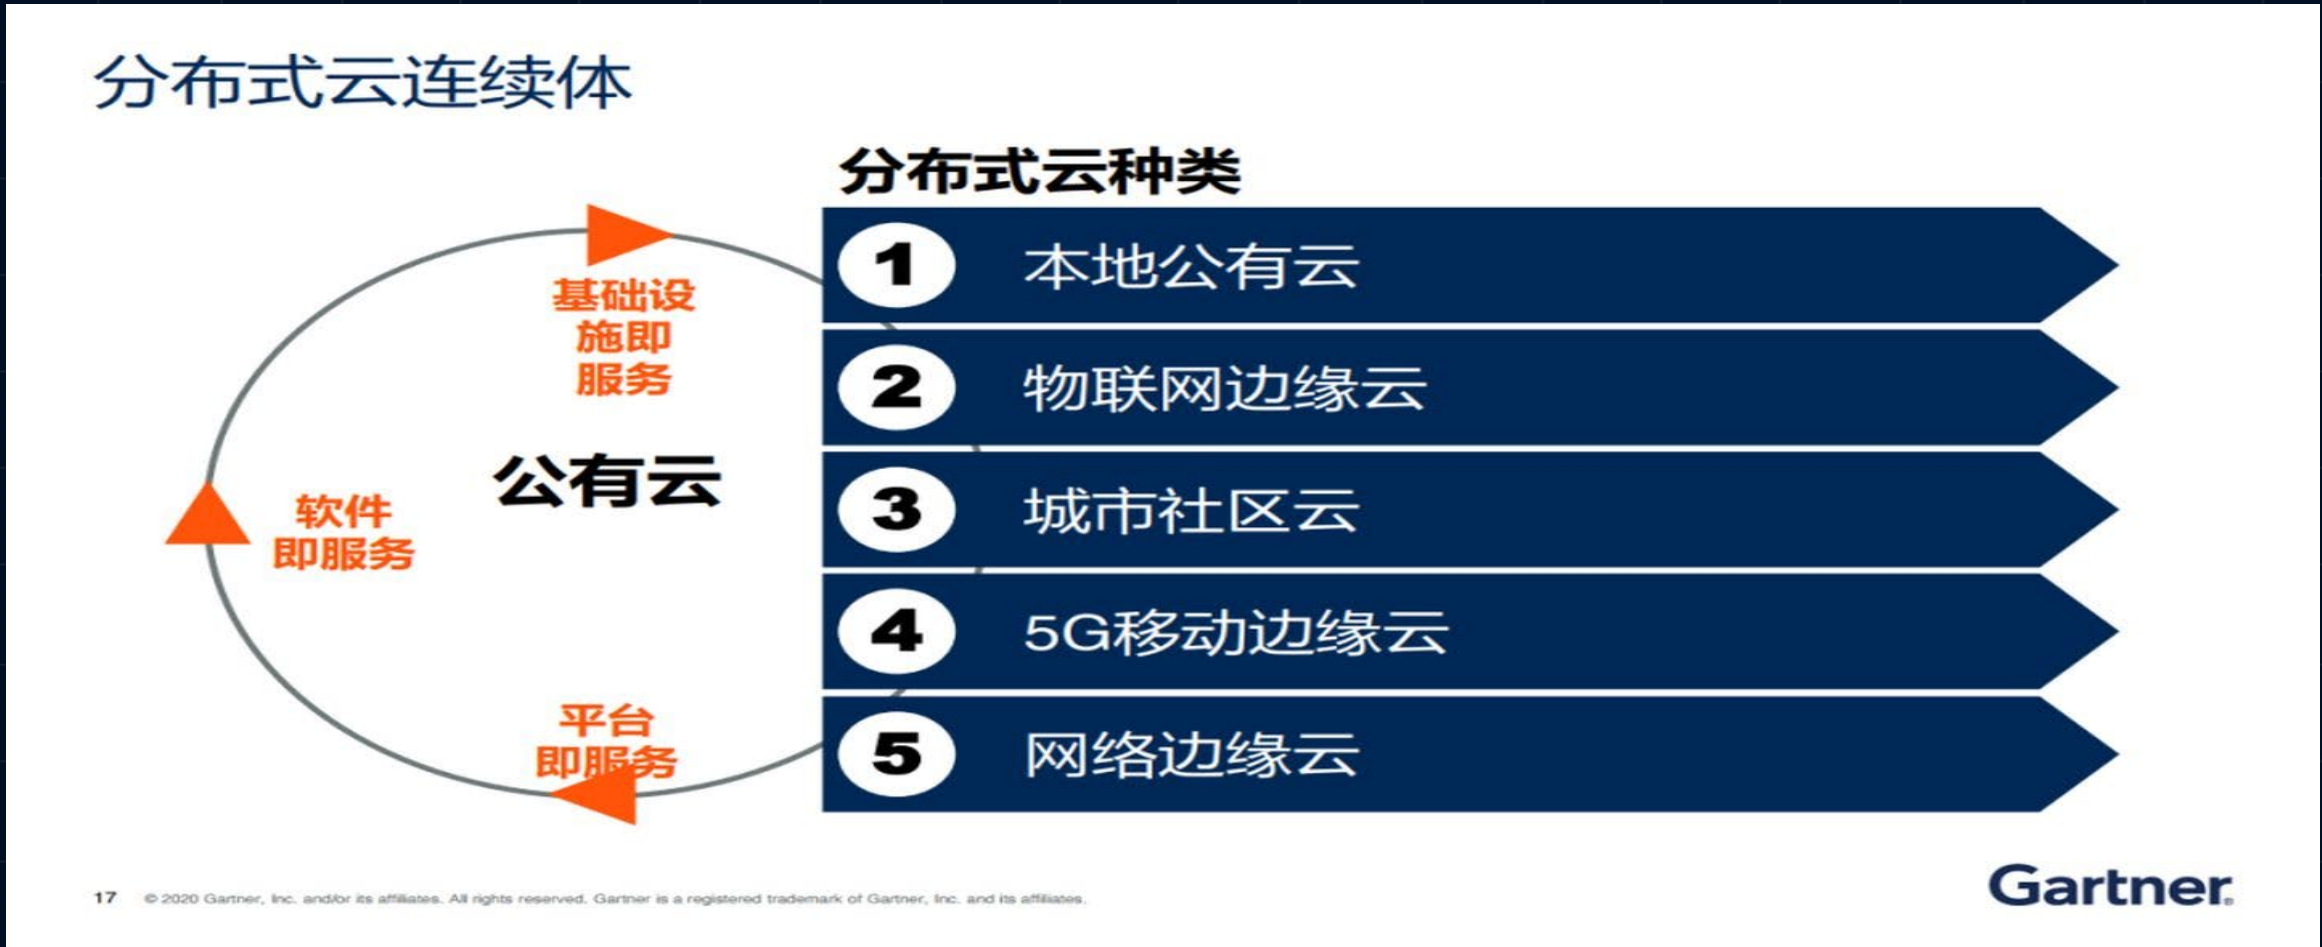 分布式云连续体
分布式云种类
基础设
施即
服务
公有云
软件
即服务
平台
即服务
1 本地公有云
2 物联网边缘云
3 城市社区云
4 5G移动边缘云
5 网络边缘云
17 © 2020 Gartner, Inc. and/or its affiliates. All rights reserved. Gartner is a registered trademark of Gartner, Inc. and its affiliates.
Gartner®